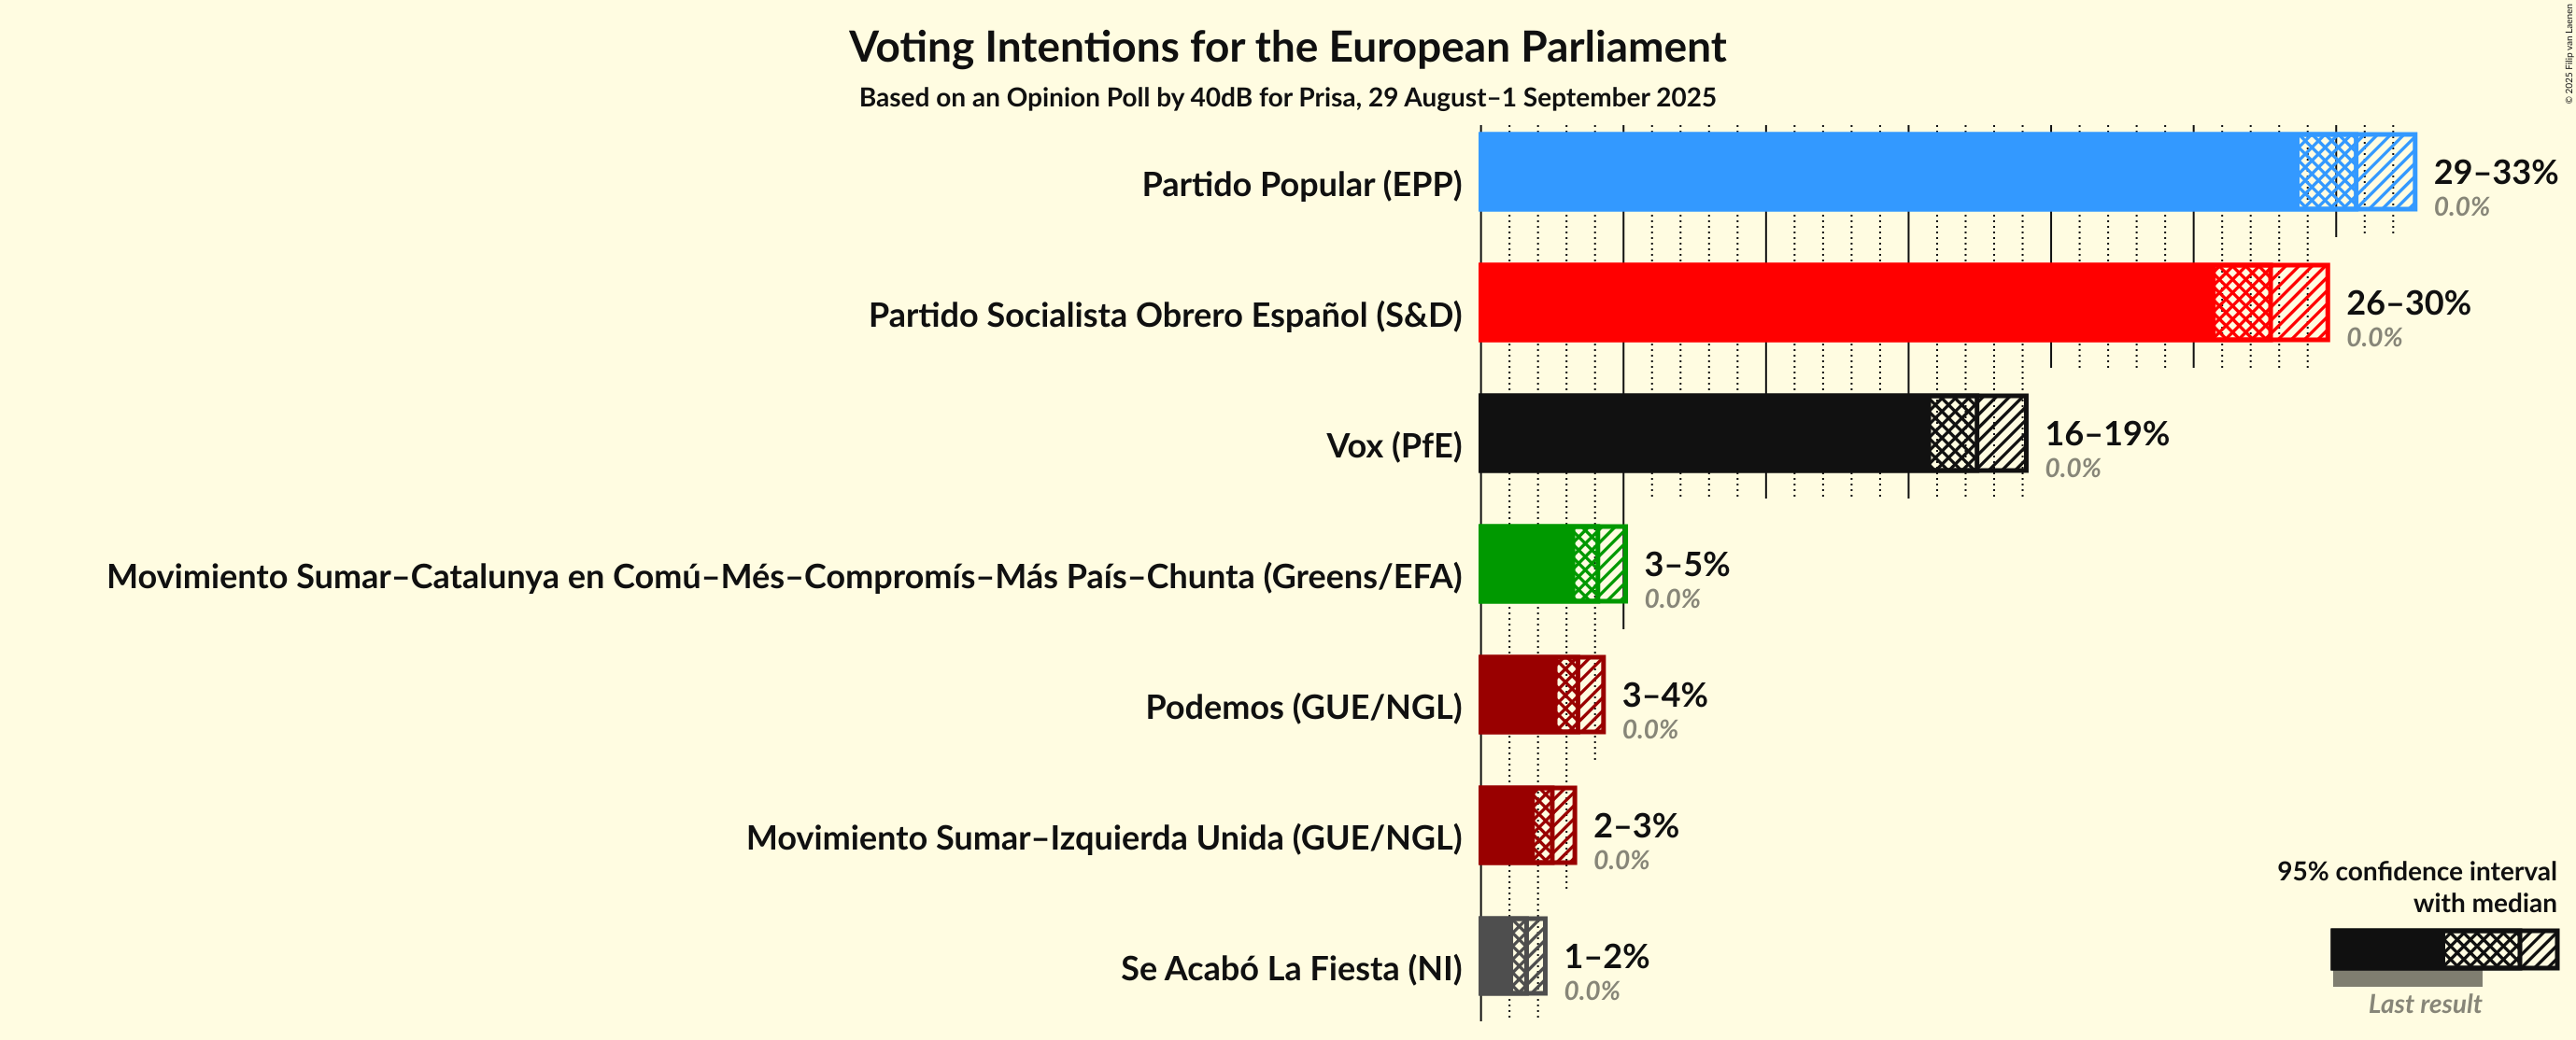 Voting Intentions for the European Parliament
Based on an Opinion Poll by 40dB for Prisa, 29 August–1 September 2025
© 2025 Filip van Laenen
Partido Popular (EPP)
29–33%
0.0%
Partido Socialista Obrero Español (S&D)
26–30%
0.0%
Vox (PfE)
16–19%
0.0%
Movimiento Sumar–Catalunya en Comú–Més–Compromís–Más País–Chunta (Greens/EFA)
3–5%
0.0%
Podemos (GUE/NGL)
3–4%
0.0%
Movimiento Sumar–Izquierda Unida (GUE/NGL)
2–3%
0.0%
Se Acabó La Fiesta (NI)
1–2%
0.0%
95% confidence interval
with median
Last result